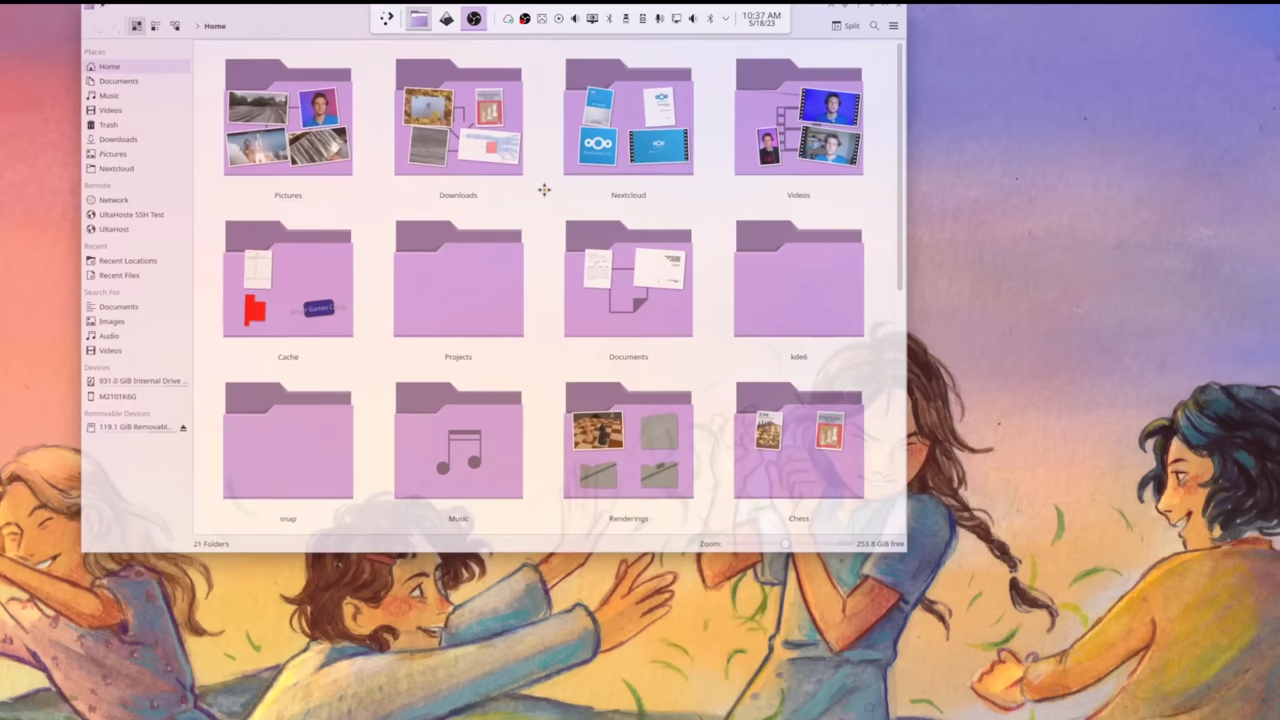 Home
Split
10:37 AM
5/18/23
Places
Home
Documents
Music
Videos
Trash
Downloads
Pictures
Nextcloud
Remote
Network
UltaHoste SSH Test
UltaHost
Recent
Recent Locations
Recent Files
Search For
Documents
Images
Audio
Videos
Devices
931.0 GiB Internal Drive ...
M2101K6G
Removable Devices
119.1 GiB Removabl...
Pictures
Downloads
Nextcloud
Videos
Cache
Projects
Documents
kde6
snap
Music
Renderings
Chess
21 Folders
Zoom:
253.8 GiB free